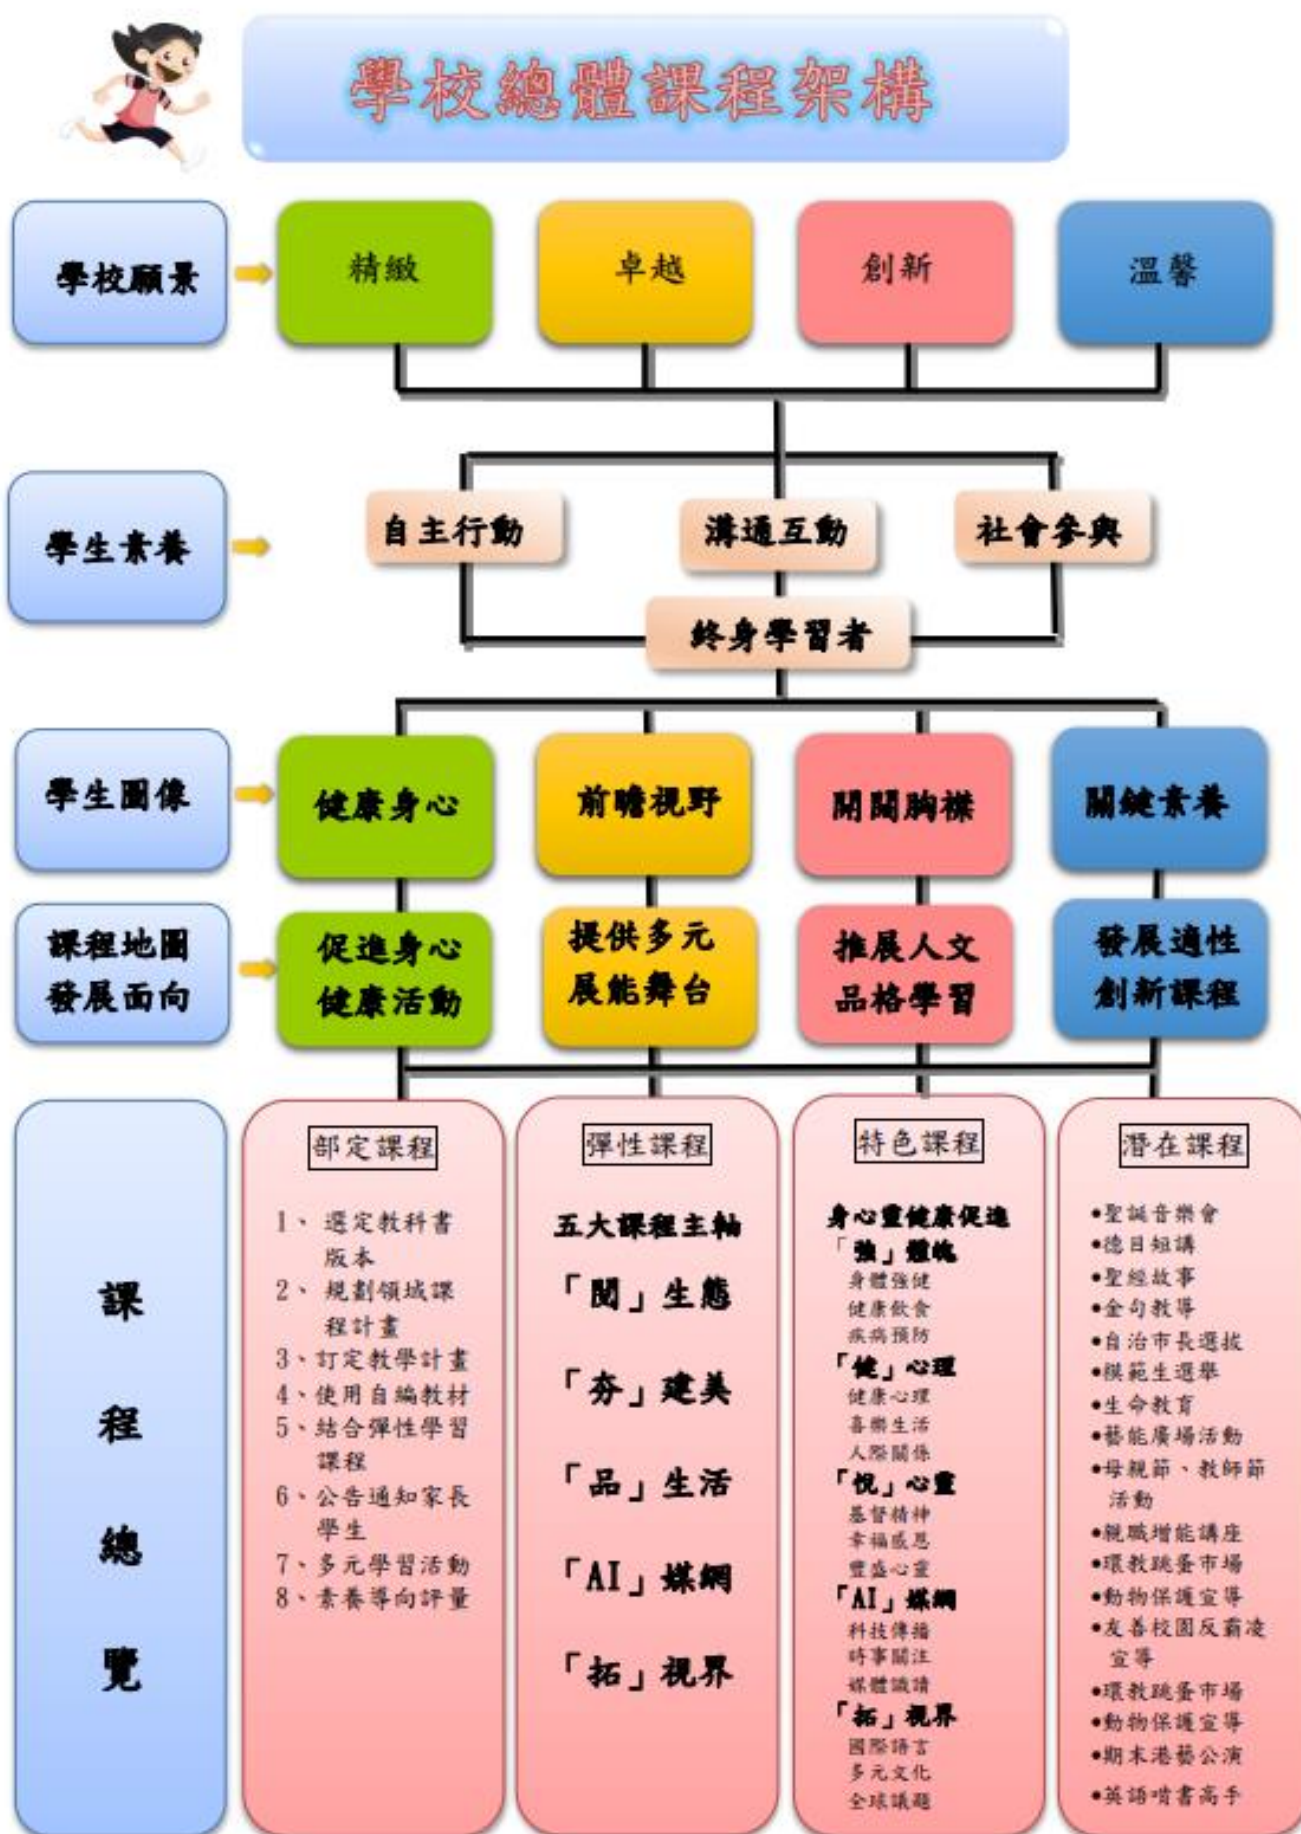 學校總體課程架構
學校願景
精緻
卓越
創新
溫馨
學生素養
自主行動
溝通互動
社會參與
終身學習者
學生圖像
健康身心
前瞻視野
開闊胸襟
關鍵素養
課程地圖
發展面向
促進身心
健康活動
提供多元
展能舞台
推展人文
品格學習
發展適性
創新課程
課
程
總
覽
部定課程
1、 選定教科書
版本
2、 規劃領域課
程計畫
3、訂定教學計畫
4、使用自編教材
5、結合彈性學習
課程
6、公告通知家長
學生
7、多元學習活動
8、素養導向評量
彈性課程
五大課程主軸
「閱」生態
「夯」建美
「品」生活
「AI」媒網
「拓」視界
特色課程
身心靈健康促進
「強」體魄
身體強健
健康飲食
疾病預防
「健」心理
健康心理
喜樂生活
人際關係
「悅」心靈
基督精神
幸福感恩
豐盛心靈
「AI」媒網
科技傳播
時事關注
媒體識讀
「拓」視界
國際語言
多元文化
全球議題
潛在課程
•聖誕音樂會
•德目短講
•聖經故事
•金句教導
•自治市長選拔
•模範生選舉
•生命教育
•藝能廣場活動
•母親節、教師節
活動
•親職增能講座
•環教跳蚤市場
•動物保護宣導
•友善校園反霸凌
宣導
•環教跳蚤市場
•動物保護宣導
•期末港藝公演
•英語啃書高手